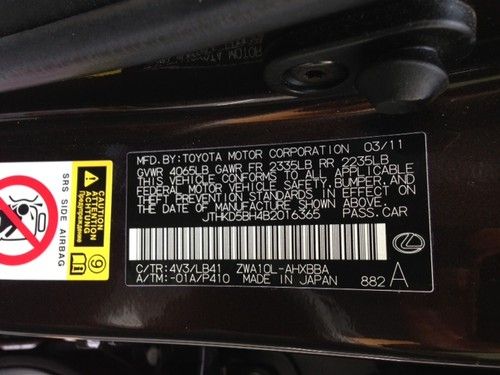 MFD.BY:TOYOTA MOTOR CORPORATION 03/11
GVWR 4065LB GAWR FR 2335LB RR 2235LB
THIS VEHICLE CONFORMS TO ALL APPLICABLE
FEDERAL MOTOR VEHICLE SAFETY, BUMPER, AND
THEFT PREVENTION STANDARDS IN EFFECT ON
THE DATE OF MANUFACTURE SHOWN ABOVE.
JTHKD5BH4B2016365 PASS.CAR
C/TR:4V3/LB41 ZWA10L-AHXBBA
A/TM:-01A/P410 MADE IN JAPAN 882 A
SRS SIDE AIRBAG
CAUTION
ATTENTION
ACHTUNG
9